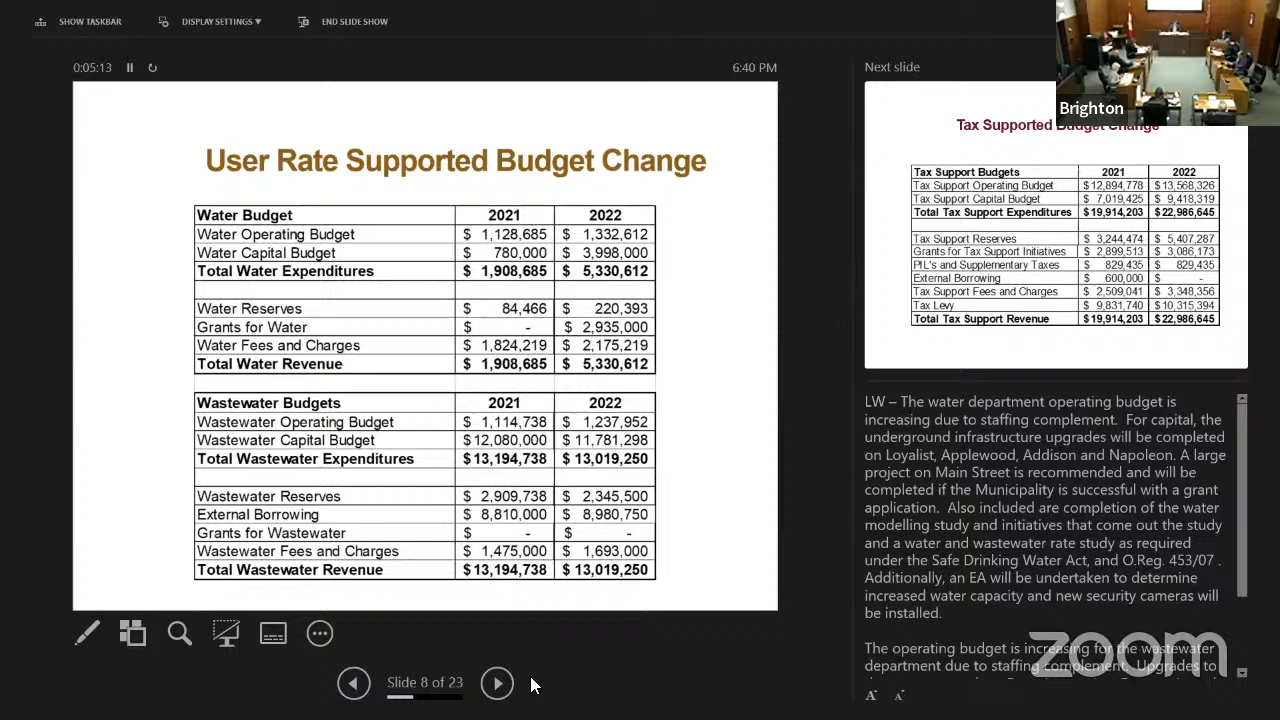 SHOW TASKBAR DISPLAY SETTINGS ▼ END SLIDE SHOW
0:05:13 6:40 PM
User Rate Supported Budget Change
Water Budget 2021 2022
Water Operating Budget $ 1,128,685 $ 1,332,612
Water Capital Budget $ 780,000 $ 3,998,000
Total Water Expenditures $ 1,908,685 $ 5,330,612
Water Reserves $ 84,466 $ 220,393
Grants for Water $ - $ 2,935,000
Water Fees and Charges $ 1,824,219 $ 2,175,219
Total Water Revenue $ 1,908,685 $ 5,330,612
Wastewater Budgets 2021 2022
Wastewater Operating Budget $ 1,114,738 $ 1,237,952
Wastewater Capital Budget $12,080,000 $ 11,781,298
Total Wastewater Expenditures $13,194,738 $ 13,019,250
Wastewater Reserves $ 2,909,738 $ 2,345,500
External Borrowing $ 8,810,000 $ 8,980,750
Grants for Wastewater $ - $ -
Wastewater Fees and Charges $ 1,475,000 $ 1,693,000
Total Wastewater Revenue $13,194,738 $ 13,019,250
Slide 8 of 23
Next slide
Brighton
Tax Supported Budget Change
Tax Support Budgets 2021 2022
Tax Support Operating Budget $12,894,778 $13,568,326
Tax Support Capital Budget $ 7,019,425 $ 9,418,319
Total Tax Support Expenditures $19,914,203 $22,986,645
Tax Support Reserves $ 3,244,474 $ 5,407,287
Grants for Tax Support Initiatives $ 2,899,513 $ 3,086,173
PIL's and Supplementary Taxes $ 829,435 $ 829,435
External Borrowing $ 600,000 $ -
Tax Support Fees and Charges $ 2,509,041 $ 3,348,356
Tax Levy $ 9,831,740 $10,315,394
Total Tax Support Revenue $19,914,203 $22,986,645
LW – The water department operating budget is
increasing due to staffing complement. For capital, the
underground infrastructure upgrades will be completed
on Loyalist, Applewood, Addison and Napoleon. A large
project on Main Street is recommended and will be
completed if the Municipality is successful with a grant
application. Also included are completion of the water
modelling study and initiatives that come out the study
and a water and wastewater rate study as required
under the Safe Drinking Water Act, and O.Reg. 453/07 .
Additionally, an EA will be undertaken to determine
increased water capacity and new security cameras will
be installed.
The operating budget is increasing for the wastewater
department due to staffing complement. Upgrades to
zoom
A A